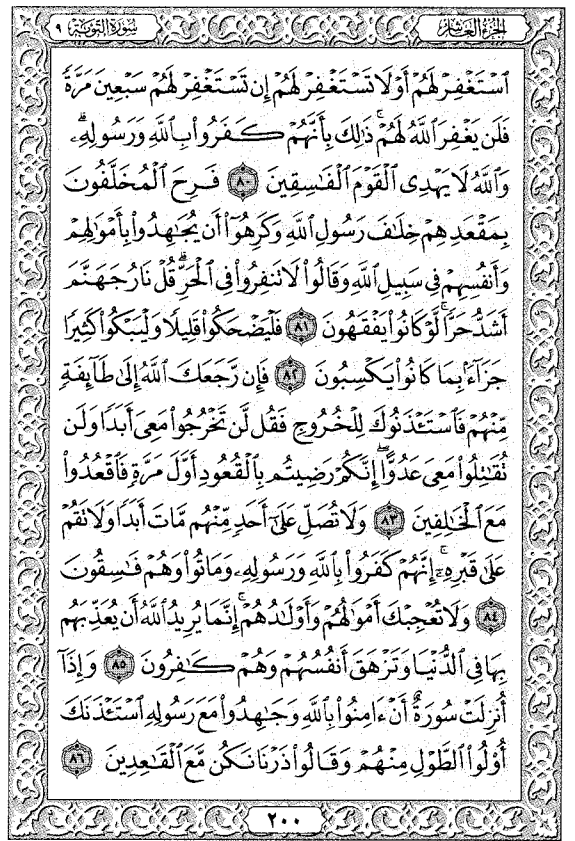 الجزء العاشر
سورة التوبة ٩
ٱسۡتَغۡفِرۡ لَهُمۡ أَوۡ لَا تَسۡتَغۡفِرۡ لَهُمۡ إِن تَسۡتَغۡفِرۡ لَهُمۡ سَبۡعِينَ مَرَّةٗ
فَلَن يَغۡفِرَ ٱللَّهُ لَهُمۡۚ ذَٰلِكَ بِأَنَّهُمۡ كَفَرُواْ بِٱللَّهِ وَرَسُولِهِۦۗ
وَٱللَّهُ لَا يَهۡدِي ٱلۡقَوۡمَ ٱلۡفَٰسِقِينَ ٨٠ فَرِحَ ٱلۡمُخَلَّفُونَ
بِمَقۡعَدِهِمۡ خِلَٰفَ رَسُولِ ٱللَّهِ وَكَرِهُوٓاْ أَن يُجَٰهِدُواْ بِأَمۡوَٰلِهِمۡ
وَأَنفُسِهِمۡ فِي سَبِيلِ ٱللَّهِ وَقَالُواْ لَا تَنفِرُواْ فِي ٱلۡحَرِّۗ قُلۡ نَارُ جَهَنَّمَ
أَشَدُّ حَرّٗاۚ لَّوۡ كَانُواْ يَفۡقَهُونَ ٨١ فَلۡيَضۡحَكُواْ قَلِيلٗا وَلۡيَبۡكُواْ كَثِيرٗا
جَزَآءَۢ بِمَا كَانُواْ يَكۡسِبُونَ ٨٢ فَإِن رَّجَعَكَ ٱللَّهُ إِلَىٰ طَآئِفَةٖ
مِّنۡهُمۡ فَٱسۡتَـٔۡذَنُوكَ لِلۡخُرُوجِ فَقُل لَّن تَخۡرُجُواْ مَعِيَ أَبَدٗا وَلَن
تُقَٰتِلُواْ مَعِيَ عَدُوًّاۖ إِنَّكُمۡ رَضِيتُم بِٱلۡقُعُودِ أَوَّلَ مَرَّةٖ فَٱقۡعُدُواْ
مَعَ ٱلۡخَٰلِفِينَ ٨٣ وَلَا تُصَلِّ عَلَىٰٓ أَحَدٖ مِّنۡهُم مَّاتَ أَبَدٗا وَلَا تَقُمۡ
عَلَىٰ قَبۡرِهِۦٓۖ إِنَّهُمۡ كَفَرُواْ بِٱللَّهِ وَرَسُولِهِۦ وَمَاتُواْ وَهُمۡ فَٰسِقُونَ
٨٤ وَلَا تُعۡجِبۡكَ أَمۡوَٰلُهُمۡ وَأَوۡلَٰدُهُمۡۚ إِنَّمَا يُرِيدُ ٱللَّهُ أَن يُعَذِّبَهُم
بِهَا فِي ٱلدُّنۡيَا وَتَزۡهَقَ أَنفُسُهُمۡ وَهُمۡ كَٰفِرُونَ ٨٥ وَإِذَآ
أُنزِلَتۡ سُورَةٌ أَنۡ ءَامِنُواْ بِٱللَّهِ وَجَٰهِدُواْ مَعَ رَسُولِهِ ٱسۡتَـٔۡذَنَكَ
أُوْلُواْ ٱلطَّوۡلِ مِنۡهُمۡ وَقَالُواْ ذَرۡنَا نَكُن مَّعَ ٱلۡقَٰعِدِينَ ٨٦
٢٠٠